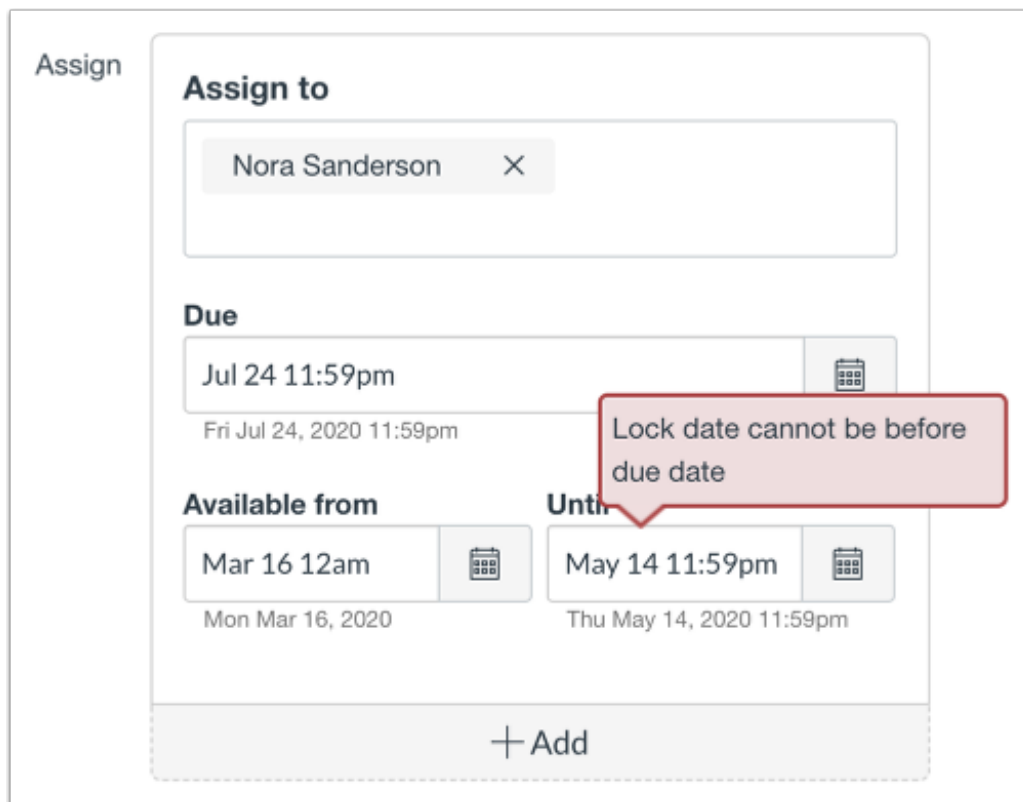 Assign
Assign to
Nora Sanderson
Due
Jul 24 11:59pm
Fri Jul 24, 2020 11:59pm
Lock date cannot be before
due date
Available from
Until
Mar 16 12am
May 14 11:59pm
Mon Mar 16, 2020
Thu May 14, 2020 11:59pm
+ Add